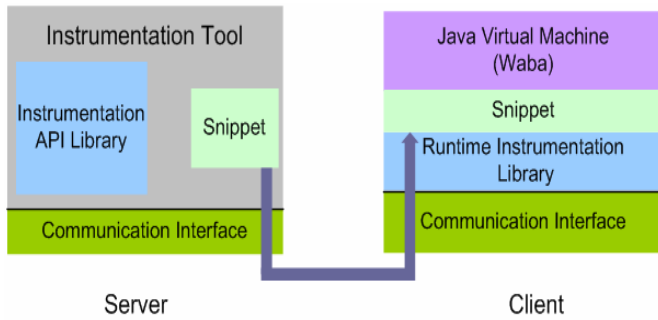 Instrumentation Tool
Instrumentation
API Library
Snippet
Communication Interface
Server
Java Virtual Machine
(Waba)
Snippet
Runtime Instrumentation
Library
Communication Interface
Client